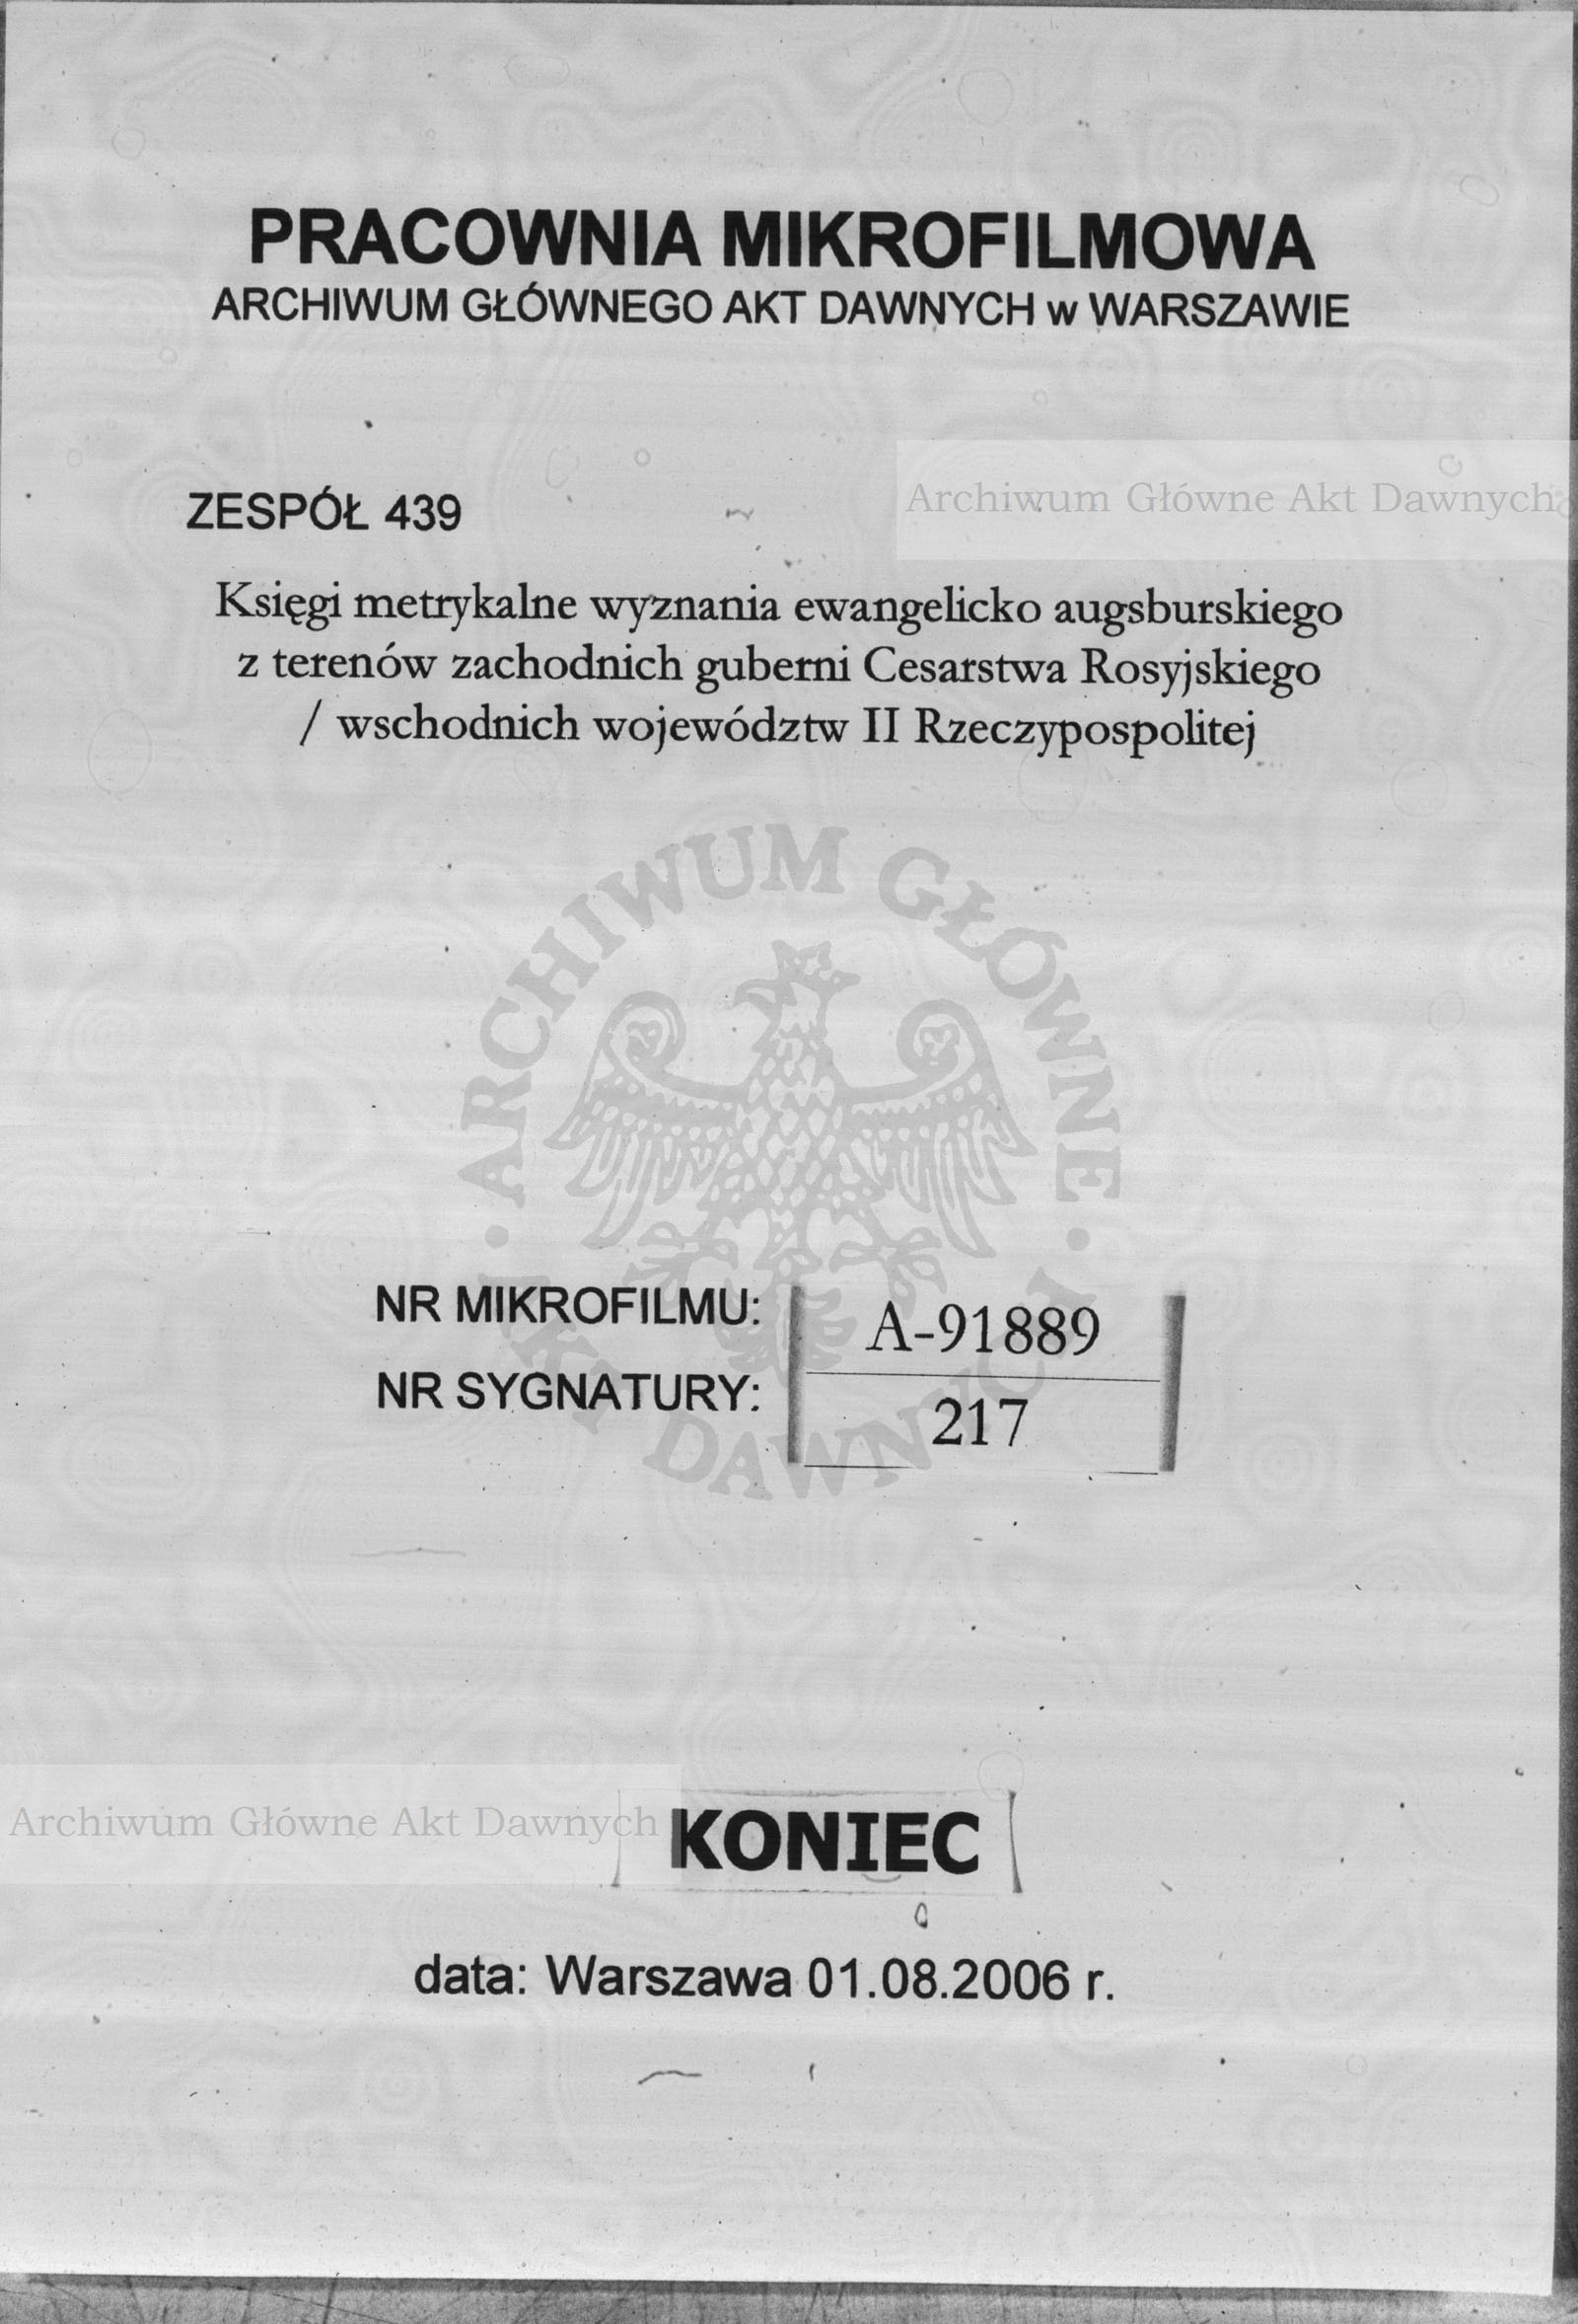 PRACOWNIA MIKROFILMOWA
ARCHIWUM GŁÓWNEGO AKT DAWNYCH w WARSZAWIE
ZESPÓŁ 439
Archiwum Główne Akt Dawnych
Księgi metrykalne wyznania ewangelicko augsburskiego
z terenów zachodnich guberni Cesarstwa Rosyjskiego
/ wschodnich województw II Rzeczypospolitej
· ARCHIWUM GŁÓWNE · AKT DAWNYCH
NR MIKROFILMU: A-91889
NR SYGNATURY: 217
Archiwum Główne Akt Dawnych
KONIEC
data: Warszawa 01.08.2006 r.